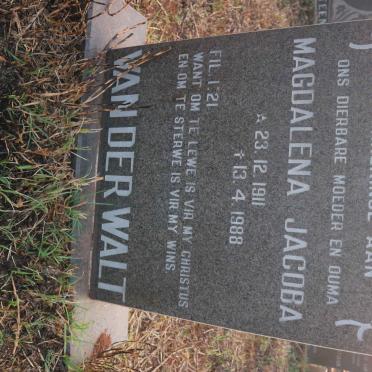 AAN
ONS DIERBARE MOEDER EN OUMA
MAGDALENA JACOBA
☆ 23.12.1911
† 13.4.1988
FIL.1:21
WANT OM TE LEWE IS VIR MY CHRISTUS
EN OM TE STERWE IS VIR MY WINS.
VAN DER WALT